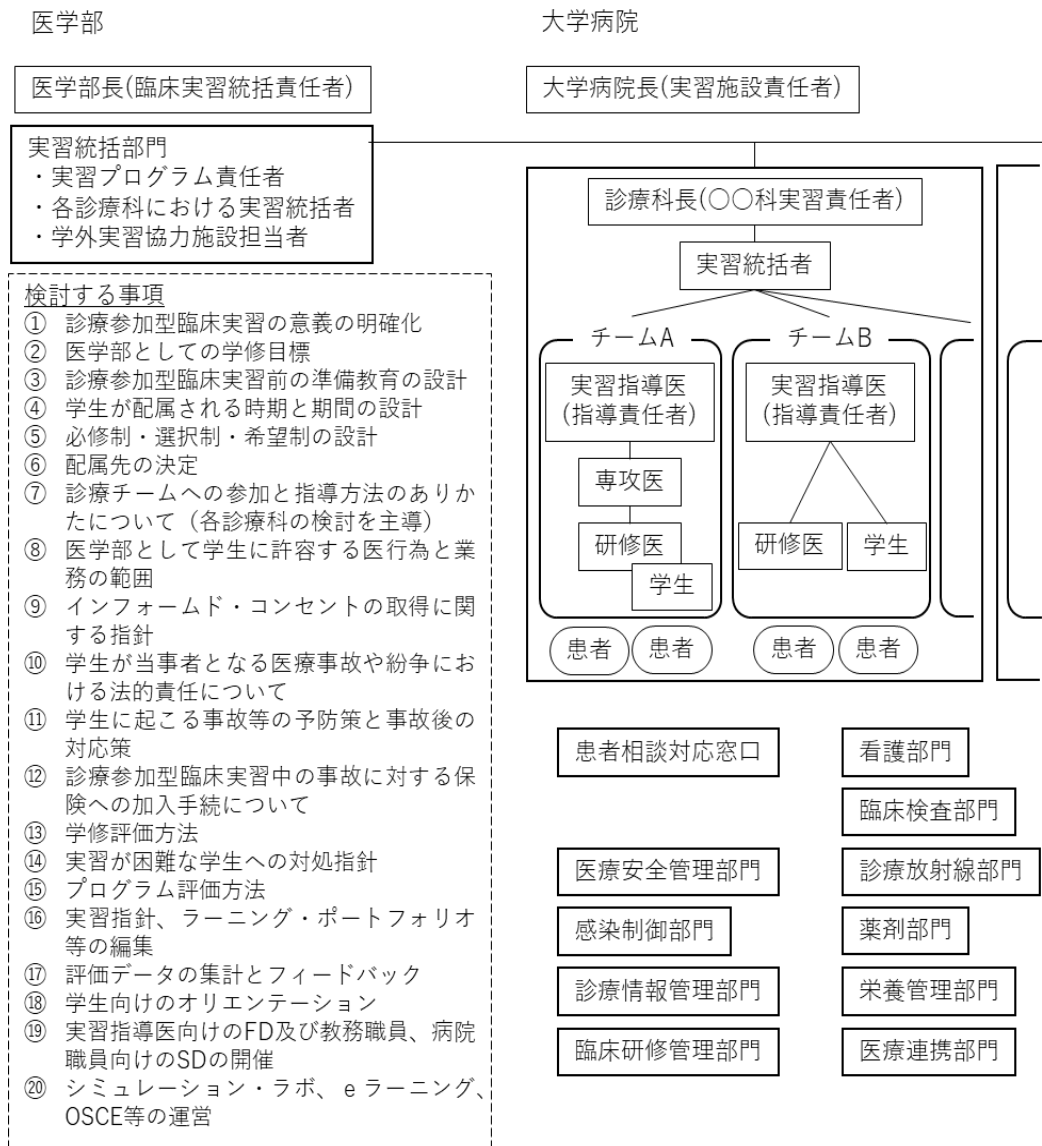 医学部
医学部長(臨床実習統括責任者)
実習統括部門
・実習プログラム責任者
・各診療科における実習統括者
・学外実習協力施設担当者
検討する事項
① 診療参加型臨床実習の意義の明確化
② 医学部としての学修目標
③ 診療参加型臨床実習前の準備教育の設計
④ 学生が配属される時期と期間の設計
⑤ 必修制・選択制・希望制の設計
⑥ 配属先の決定
⑦ 診療チームへの参加と指導方法のありか
たについて（各診療科の検討を主導）
⑧ 医学部として学生に許容する医行為と業
務の範囲
⑨ インフォームド・コンセントの取得に関
する指針
⑩ 学生が当事者となる医療事故や紛争にお
ける法的責任について
⑪ 学生に起こる事故等の予防策と事故後の
対応策
⑫ 診療参加型臨床実習中の事故に対する保
険への加入手続について
⑬ 学修評価方法
⑭ 実習が困難な学生への対処指針
⑮ プログラム評価方法
⑯ 実習指針、ラーニング・ポートフォリオ
等の編集
⑰ 評価データの集計とフィードバック
⑱ 学生向けのオリエンテーション
⑲ 実習指導医向けのFD及び教務職員、病院
職員向けのSDの開催
⑳ シミュレーション・ラボ、ｅラーニング、
OSCE等の運営
大学病院
大学病院長(実習施設責任者)
診療科長(〇〇科実習責任者)
実習統括者
チームA
実習指導医
(指導責任者)
専攻医
研修医
学生
患者
患者
チームB
実習指導医
(指導責任者)
研修医
学生
患者
患者
患者相談対応窓口
看護部門
臨床検査部門
医療安全管理部門
診療放射線部門
感染制御部門
薬剤部門
診療情報管理部門
栄養管理部門
臨床研修管理部門
医療連携部門